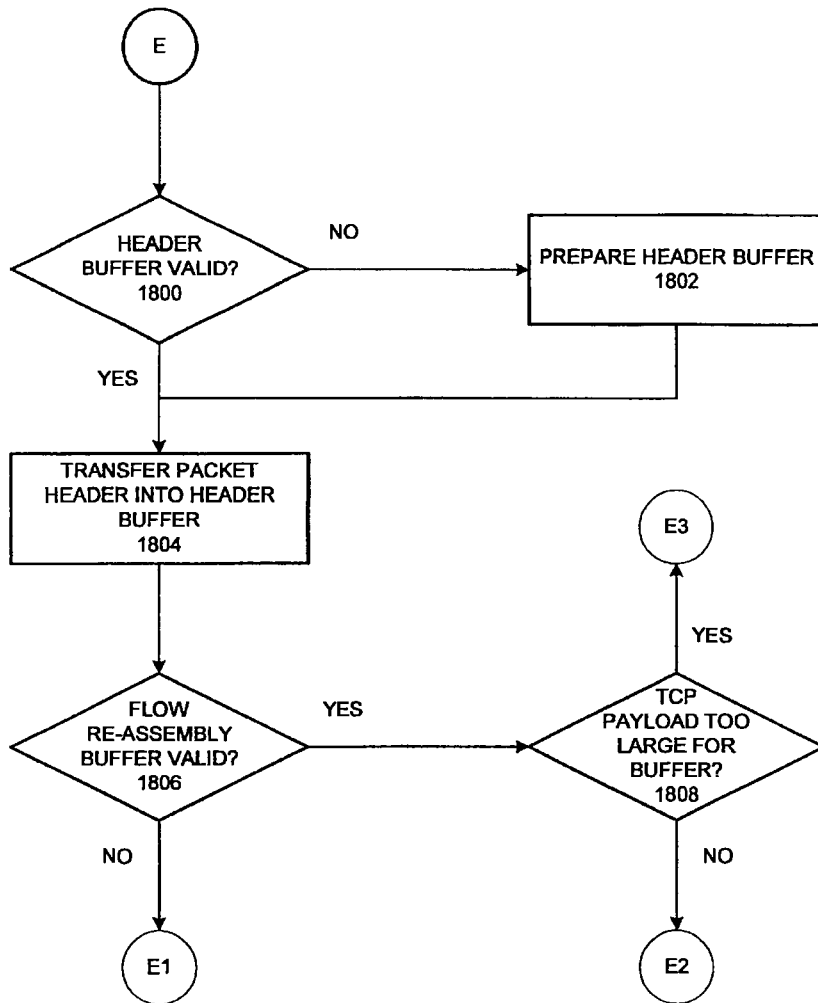 E
HEADER
BUFFER VALID?
1800
NO
PREPARE HEADER BUFFER
1802
YES
TRANSFER PACKET
HEADER INTO HEADER
BUFFER
1804
E3
YES
FLOW
RE-ASSEMBLY
BUFFER VALID?
1806
YES
TCP
PAYLOAD TOO
LARGE FOR
BUFFER?
1808
NO
NO
E1
E2